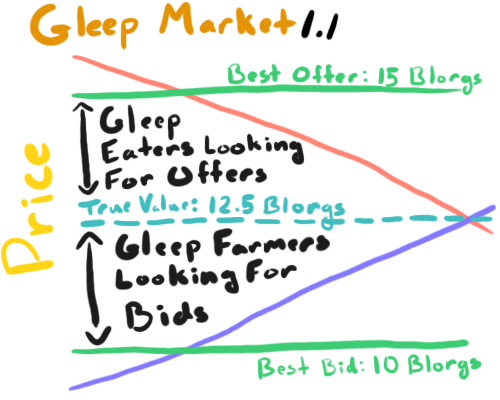 Gleep Market 1.1
Best Offer: 15 Blorgs
Gleep
Eaters Looking
For Offers
True Value: 12.5 Blorgs
Gleep Farmers
Looking For
Bids
Best Bid: 10 Blorgs
Price